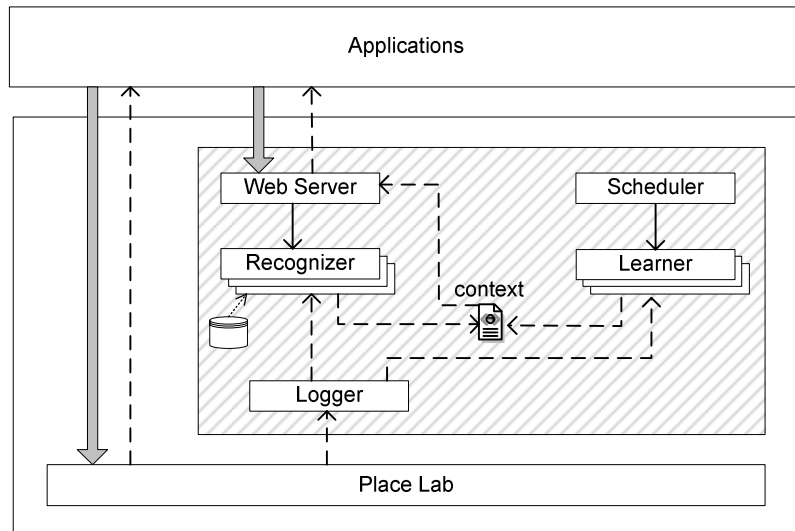 Applications
Web Server
Scheduler
Recognizer
Learner
context
Logger
Place Lab